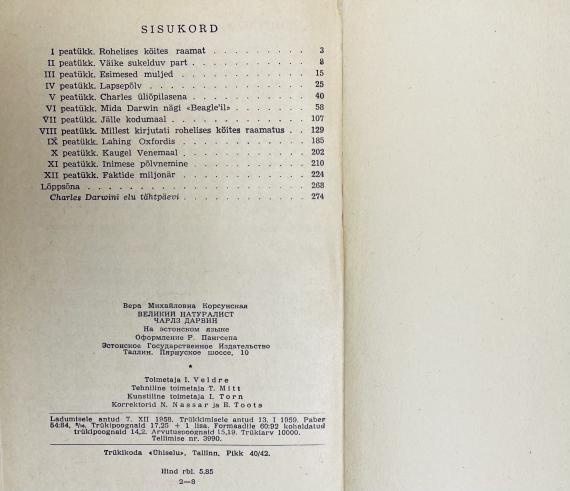 SISUKORD
I peatükk. Rohelises köites raamat . . . . . . . . . 3
II peatükk. Väike sukelduv part . . . . . . . . . . 8
III peatükk. Esimesed muljed . . . . . . . . . . . 15
IV peatükk. Lapsepõlv . . . . . . . . . . . . . 25
V peatükk. Charles üliõpilasena . . . . . . . . . . 40
VI peatükk. Mida Darwin nägi «Beagle'il» . . . . . . 58
VII peatükk. Jälle kodumaal . . . . . . . . . . . 107
VIII peatükk. Millest kirjutati rohelises köites raamatus . . 129
IX peatükk. Lahing Oxfordis . . . . . . . . . . . 185
X peatükk. Kaugel Venemaal . . . . . . . . . . . 202
XI peatükk. Inimese põlvnemine . . . . . . . . . . 210
XII peatükk. Faktide miljonär . . . . . . . . . . . 224
Lõppsõna . . . . . . . . . . . . . . . . . 268
Charles Darwini elu tähtpäevi . . . . . . . . . . 274
Вера Михайловна Корсунская
ВЕЛИКИЙ НАТУРАЛИСТ
ЧАРЛЗ ДАРВИН
На эстонском языке
Оформление Р. Пангсепа
Эстонское Государственное Издательство
Таллин, Пярнуское шоссе, 10
*
Toimetaja I. Veldre
Tehniline toimetaja T. Mitt
Kunstiline toimetaja I. Torn
Korrektorid N. Nassar ja B. Toots
Ladumisele antud 7. XII 1958. Trükkimisele antud 13. I 1959. Paber
54:84, 1/16. Trükipoognaid 17,25 + 1 lisa. Formaadile 60:92 kohaldatud
trükipoognaid 14,2. Arvutuspoognaid 15,19. Trükiarv 10000.
Tellimise nr. 3990.
Trükikoda «Ühiselu», Tallinn, Pikk 40/42.
Hind rbl. 5.85
2—8